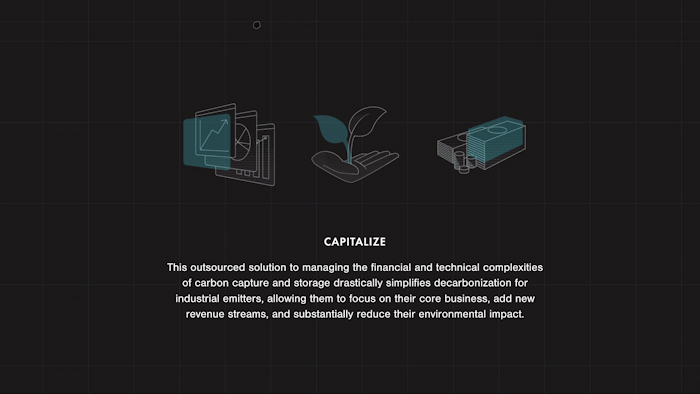 CAPITALIZE
This outsourced solution to managing the financial and technical complexities
of carbon capture and storage drastically simplifies decarbonization for
industrial emitters, allowing them to focus on their core business, add new
revenue streams, and substantially reduce their environmental impact.